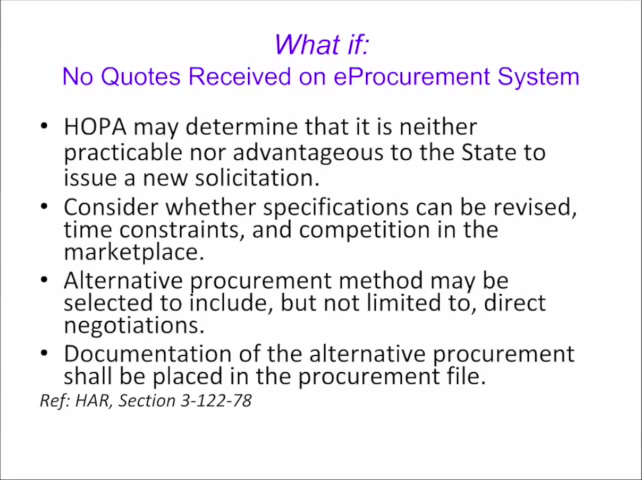 What if:
No Quotes Received on eProcurement System
• HOPA may determine that it is neither
practicable nor advantageous to the State to
issue a new solicitation.
• Consider whether specifications can be revised,
time constraints, and competition in the
marketplace.
• Alternative procurement method may be
selected to include, but not limited to, direct
negotiations.
• Documentation of the alternative procurement
shall be placed in the procurement file.
Ref: HAR, Section 3-122-78